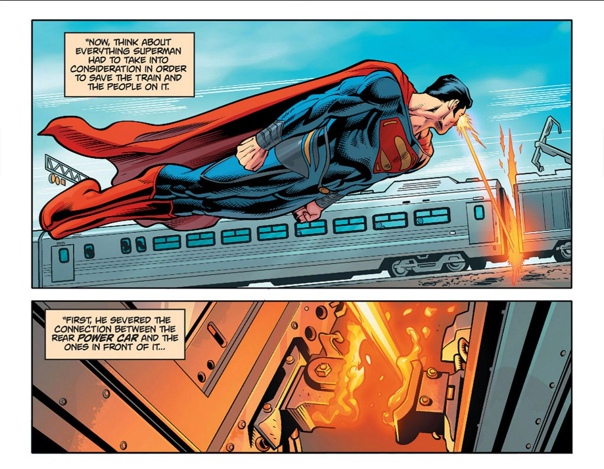 "NOW, THINK ABOUT
EVERYTHING SUPERMAN
HAD TO TAKE INTO
CONSIDERATION IN ORDER
TO SAVE THE TRAIN AND
THE PEOPLE ON IT.
"FIRST, HE SEVERED THE
CONNECTION BETWEEN THE
REAR POWER CAR AND THE
ONES IN FRONT OF IT...